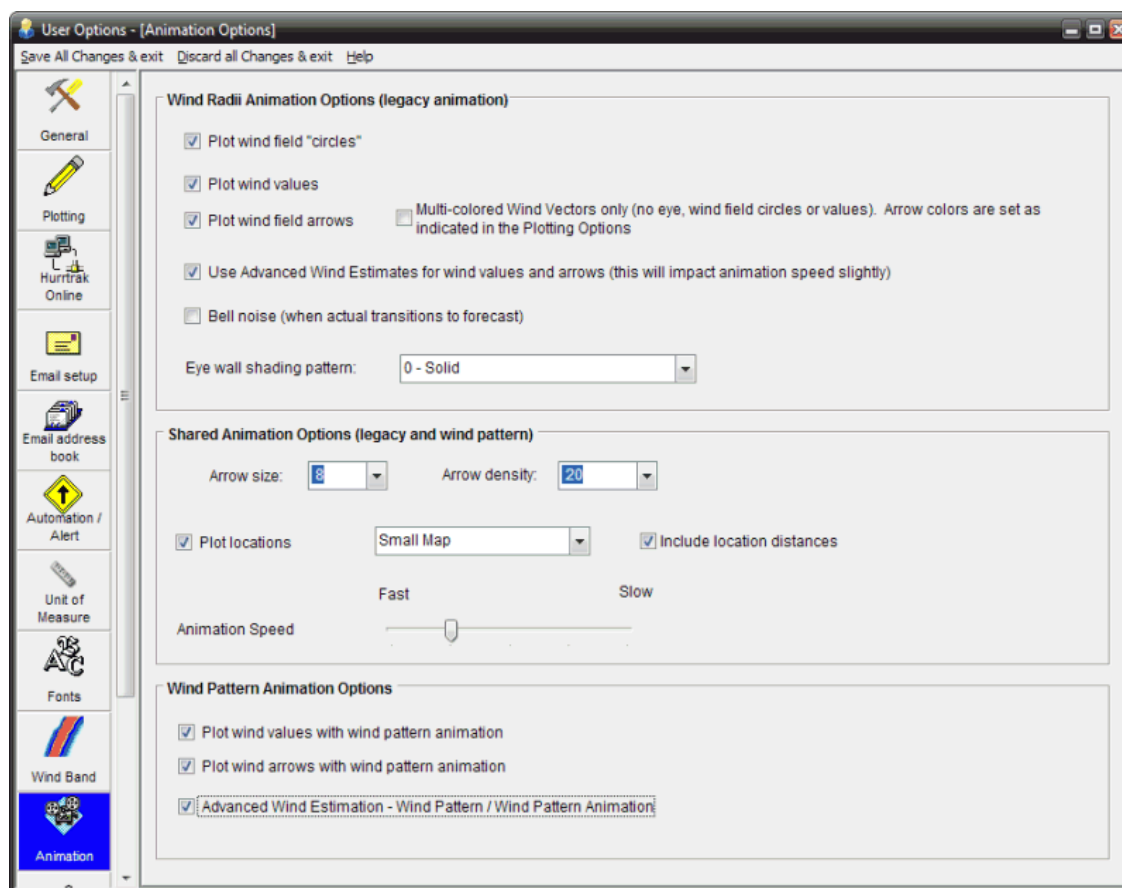 User Options - [Animation Options]
Save All Changes & exit  Discard all Changes & exit  Help
General
Plotting
Hurrtrak
Online
Email setup
Email address
book
Automation /
Alert
Unit of
Measure
Fonts
Wind Band
Animation
Wind Radii Animation Options (legacy animation)
Plot wind field "circles"
Plot wind values
Plot wind field arrows
Multi-colored Wind Vectors only (no eye, wind field circles or values).  Arrow colors are set as
indicated in the Plotting Options
Use Advanced Wind Estimates for wind values and arrows (this will impact animation speed slightly)
Bell noise (when actual transitions to forecast)
Eye wall shading pattern: 0 - Solid
Shared Animation Options (legacy and wind pattern)
Arrow size: 8 Arrow density: 20
Plot locations Small Map Include location distances
Fast Slow
Animation Speed
Wind Pattern Animation Options
Plot wind values with wind pattern animation
Plot wind arrows with wind pattern animation
Advanced Wind Estimation - Wind Pattern / Wind Pattern Animation